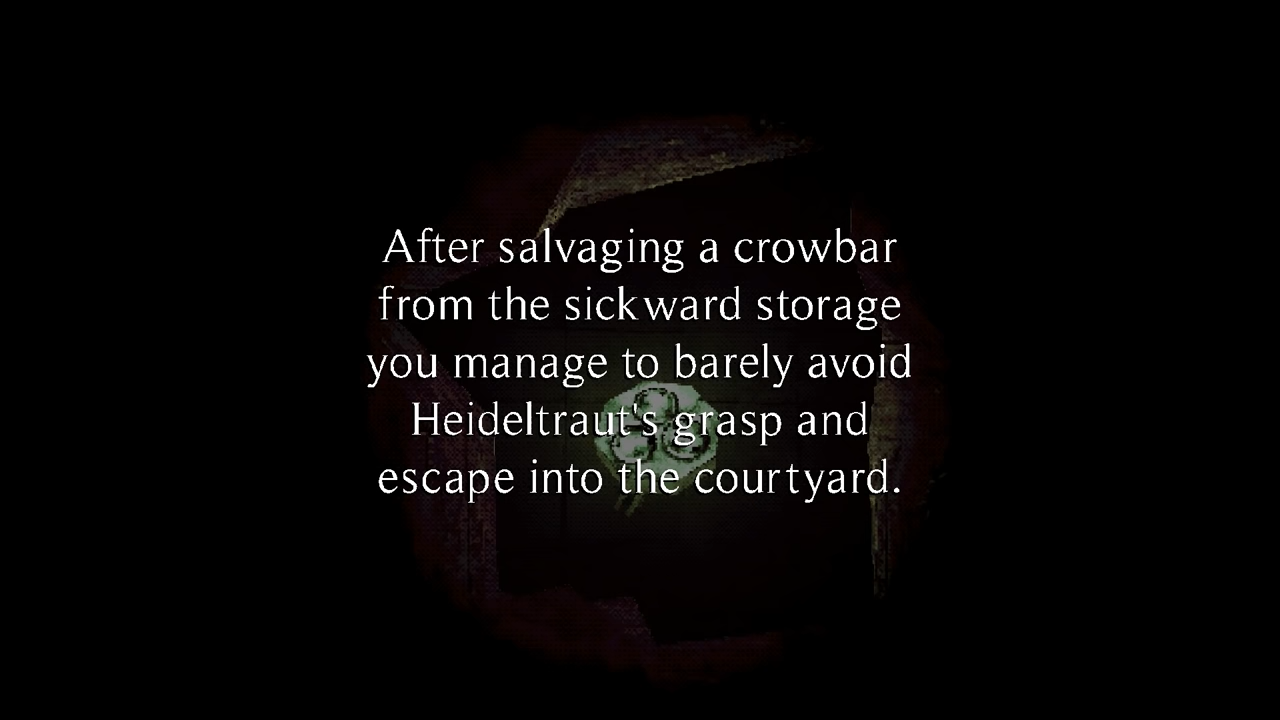 After salvaging a crowbar
from the sickward storage
you manage to barely avoid
Heideltraut's grasp and
escape into the courtyard.